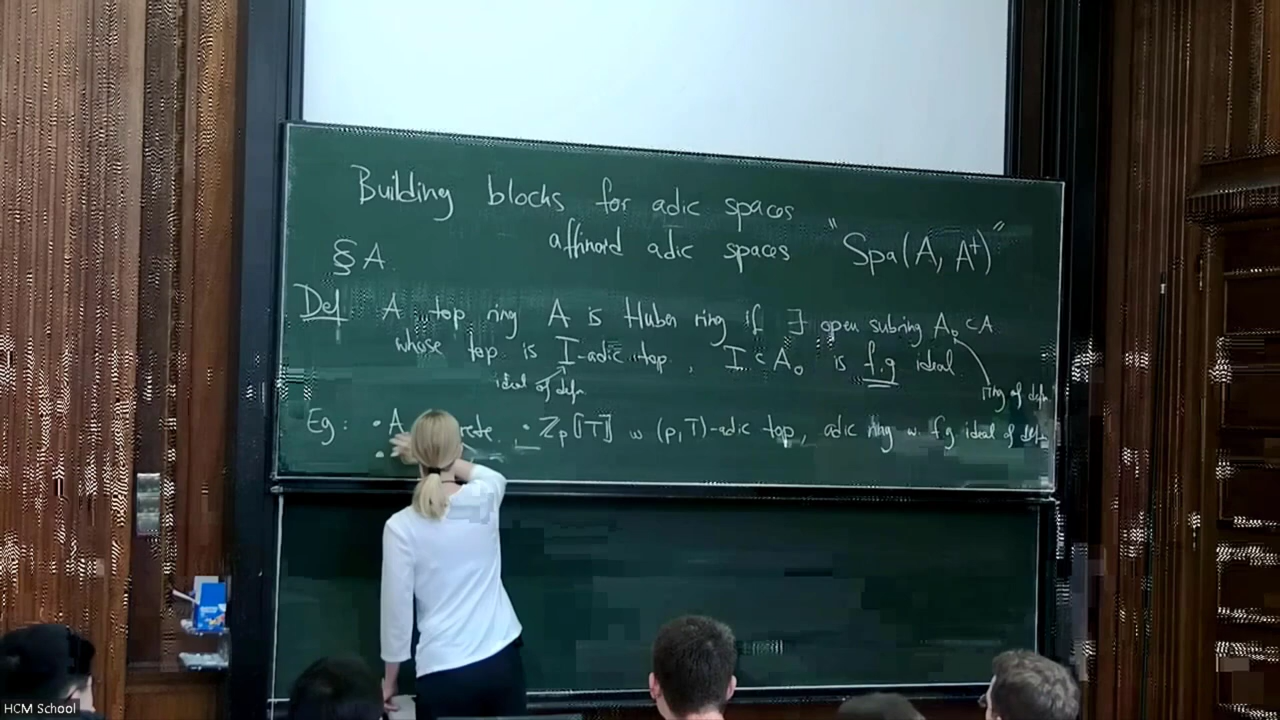 Building blocks for adic spaces
affinoid adic spaces "Spa(A, A⁺)"
§ A.
Def A top ring A is Huber ring if ∃ open subring A₀ ⊂ A
whose top. is I-adic top., I ⊂ A₀ is f.g ideal
ideal of defn
ring of defn
Eg: • A • ℤₚ[[T]] w (p,T)-adic top, adic ring w. f.g ideal of defn
HCM School